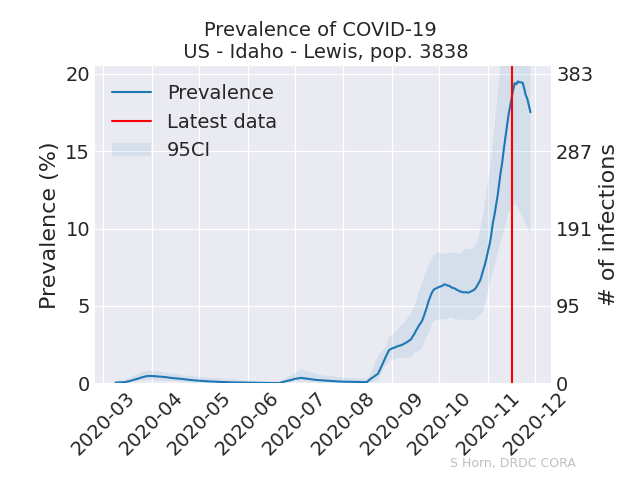 Prevalence of COVID-19
US - Idaho - Lewis, pop. 3838
Prevalence
Latest data
95CI
Prevalence (%)
20
15
10
5
0
383
287
191
95
0
# of infections
2020-03
2020-04
2020-05
2020-06
2020-07
2020-08
2020-09
2020-10
2020-11
2020-12
S Horn, DRDC CORA